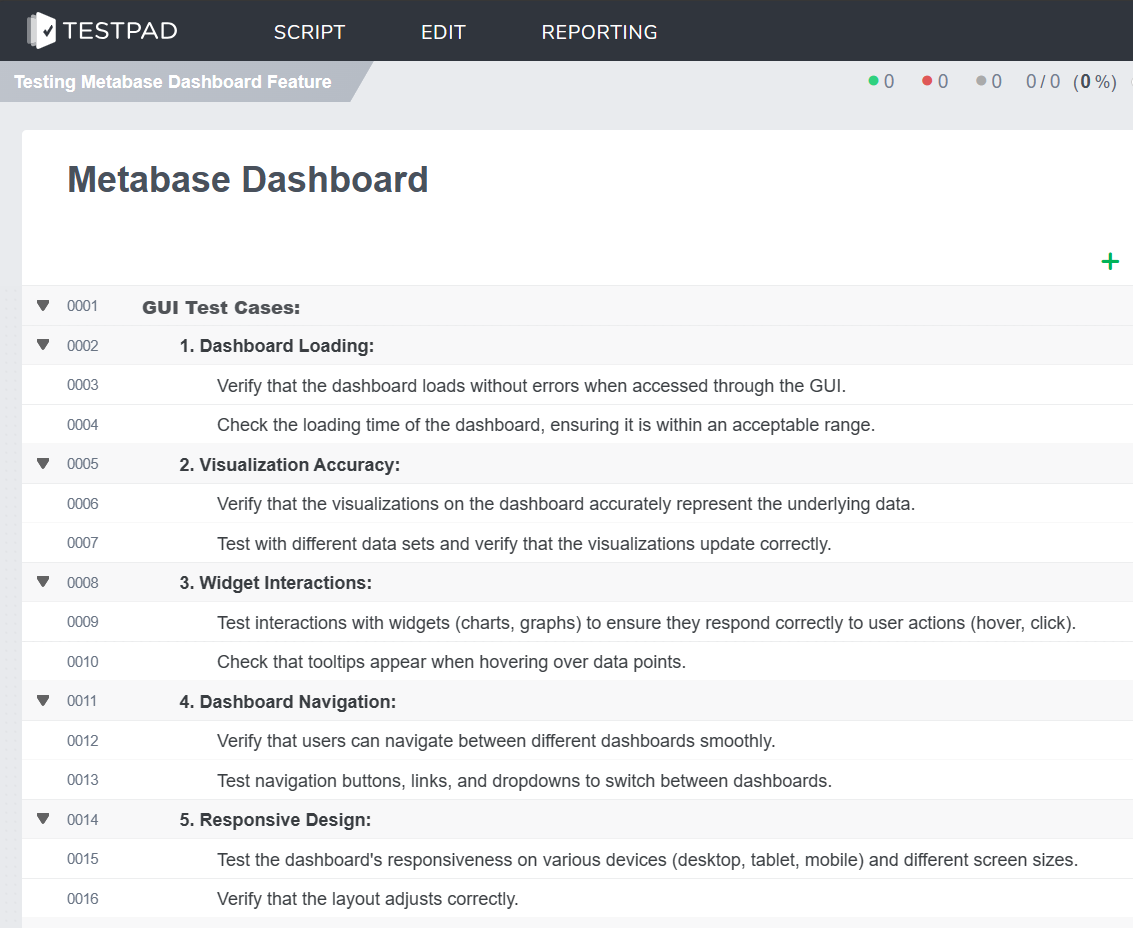 TESTPAD SCRIPT EDIT REPORTING
Testing Metabase Dashboard Feature 0 0 0 0 / 0 (0 %)
Metabase Dashboard
+
0001 GUI Test Cases:
0002 1. Dashboard Loading:
0003 Verify that the dashboard loads without errors when accessed through the GUI.
0004 Check the loading time of the dashboard, ensuring it is within an acceptable range.
0005 2. Visualization Accuracy:
0006 Verify that the visualizations on the dashboard accurately represent the underlying data.
0007 Test with different data sets and verify that the visualizations update correctly.
0008 3. Widget Interactions:
0009 Test interactions with widgets (charts, graphs) to ensure they respond correctly to user actions (hover, click).
0010 Check that tooltips appear when hovering over data points.
0011 4. Dashboard Navigation:
0012 Verify that users can navigate between different dashboards smoothly.
0013 Test navigation buttons, links, and dropdowns to switch between dashboards.
0014 5. Responsive Design:
0015 Test the dashboard's responsiveness on various devices (desktop, tablet, mobile) and different screen sizes.
0016 Verify that the layout adjusts correctly.